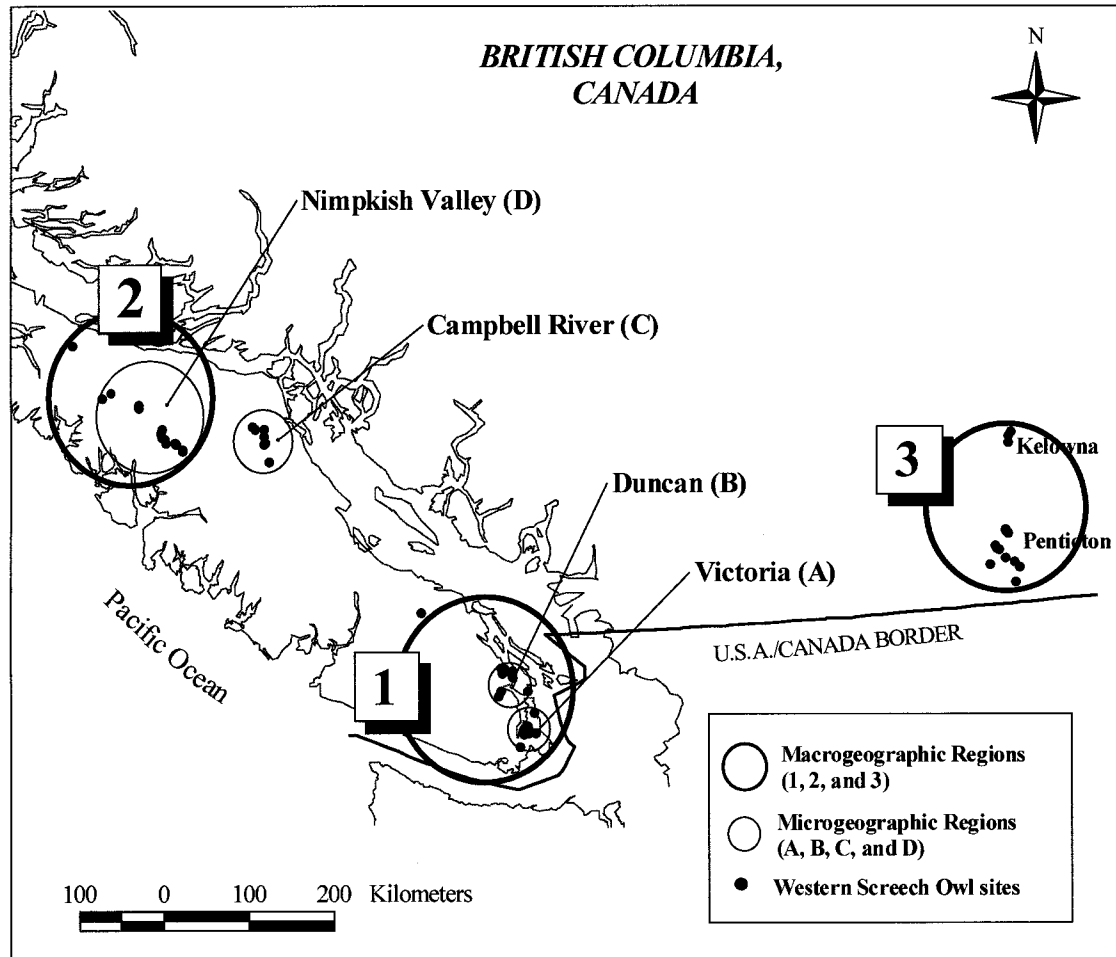 BRITISH COLUMBIA,
CANADA
N
Nimpkish Valley (D)
2
Campbell River (C)
3
Kelowna
Duncan (B)
Penticton
Victoria (A)
Pacific Ocean
U.S.A./CANADA BORDER
1
Macrogeographic Regions
(1, 2, and 3)
Microgeographic Regions
(A, B, C, and D)
Western Screech Owl sites
100 0 100 200 Kilometers